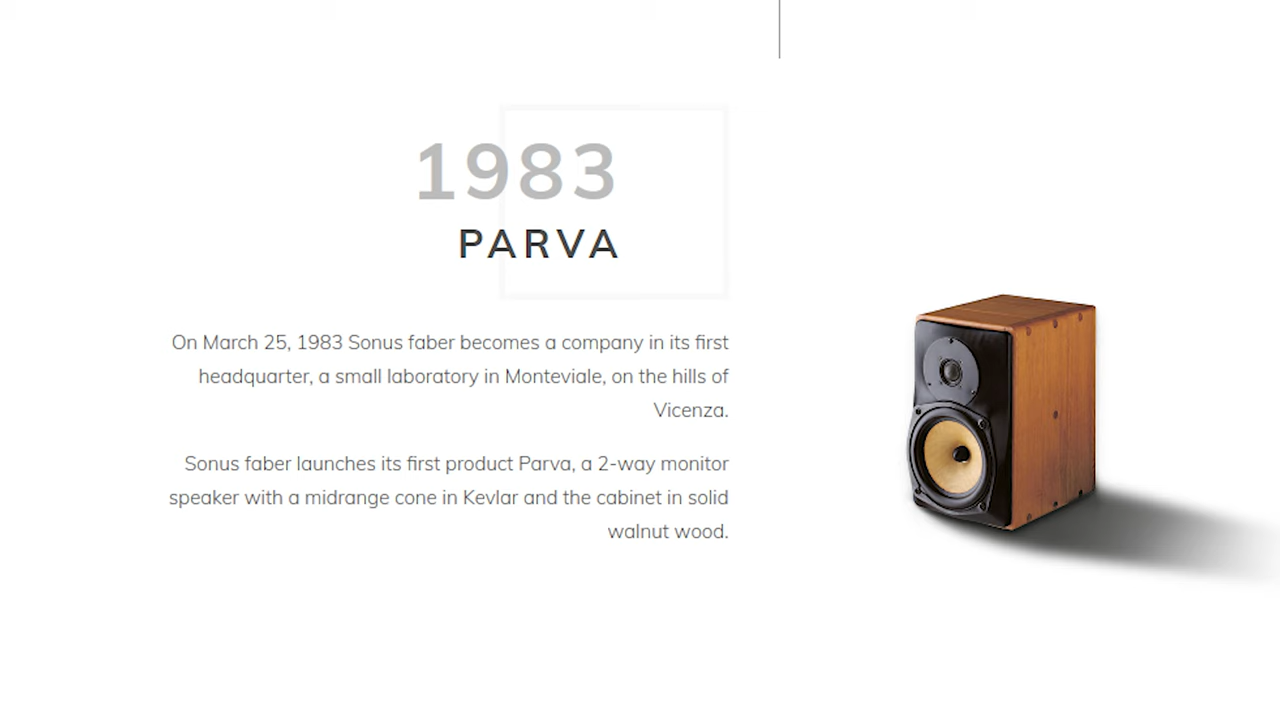 1983
PARVA
On March 25, 1983 Sonus faber becomes a company in its first
headquarter, a small laboratory in Monteviale, on the hills of
Vicenza.
Sonus faber launches its first product Parva, a 2-way monitor
speaker with a midrange cone in Kevlar and the cabinet in solid
walnut wood.